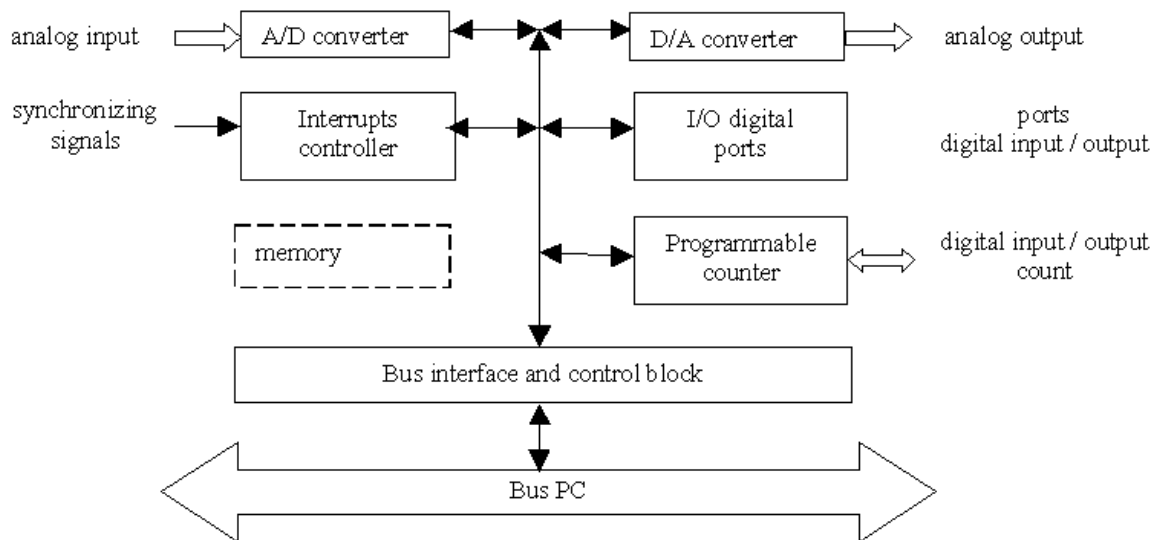 analog input
A/D converter
D/A converter
analog output
synchronizing
signals
Interrupts
controller
I/O digital
ports
ports
digital input / output
memory
Programmable
counter
digital input / output
count
Bus interface and control block
Bus PC